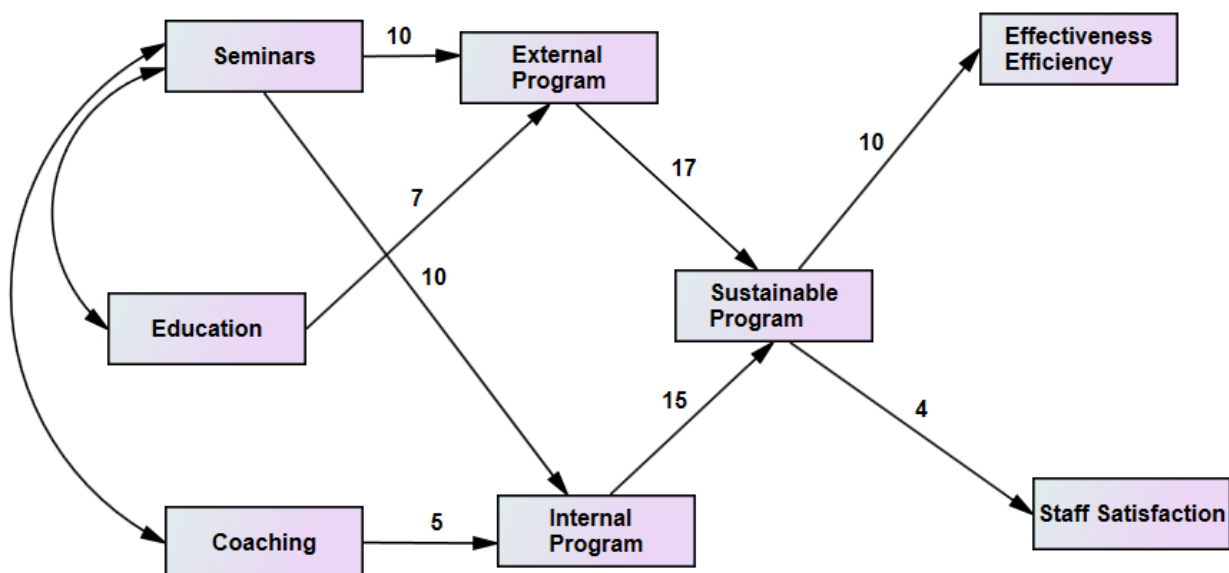 Seminars
10
External
Program
Effectiveness
Efficiency
10
17
7
10
Education
Sustainable
Program
15
4
Coaching
5
Internal
Program
Staff Satisfaction